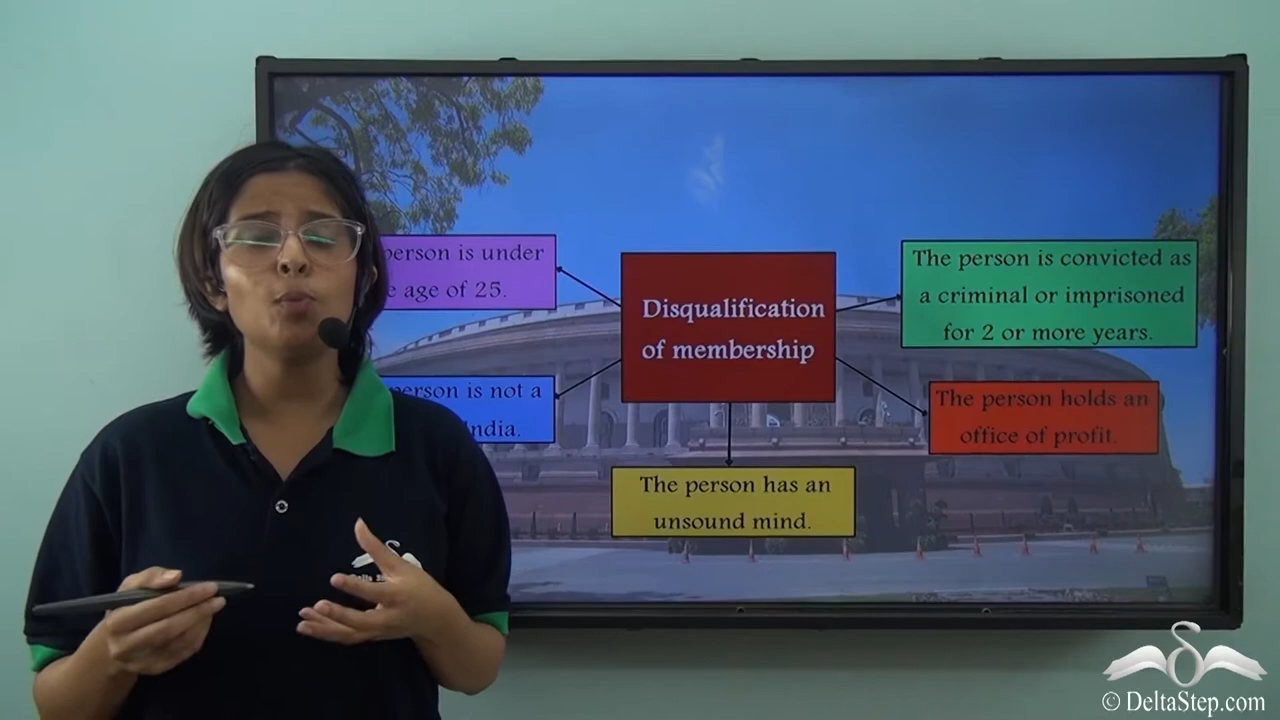 person is under
age of 25.
Disqualification
of membership
The person is convicted as
a criminal or imprisoned
for 2 or more years.
person is not a
India.
The person holds an
office of profit.
The person has an
unsound mind.
© DeltaStep.com